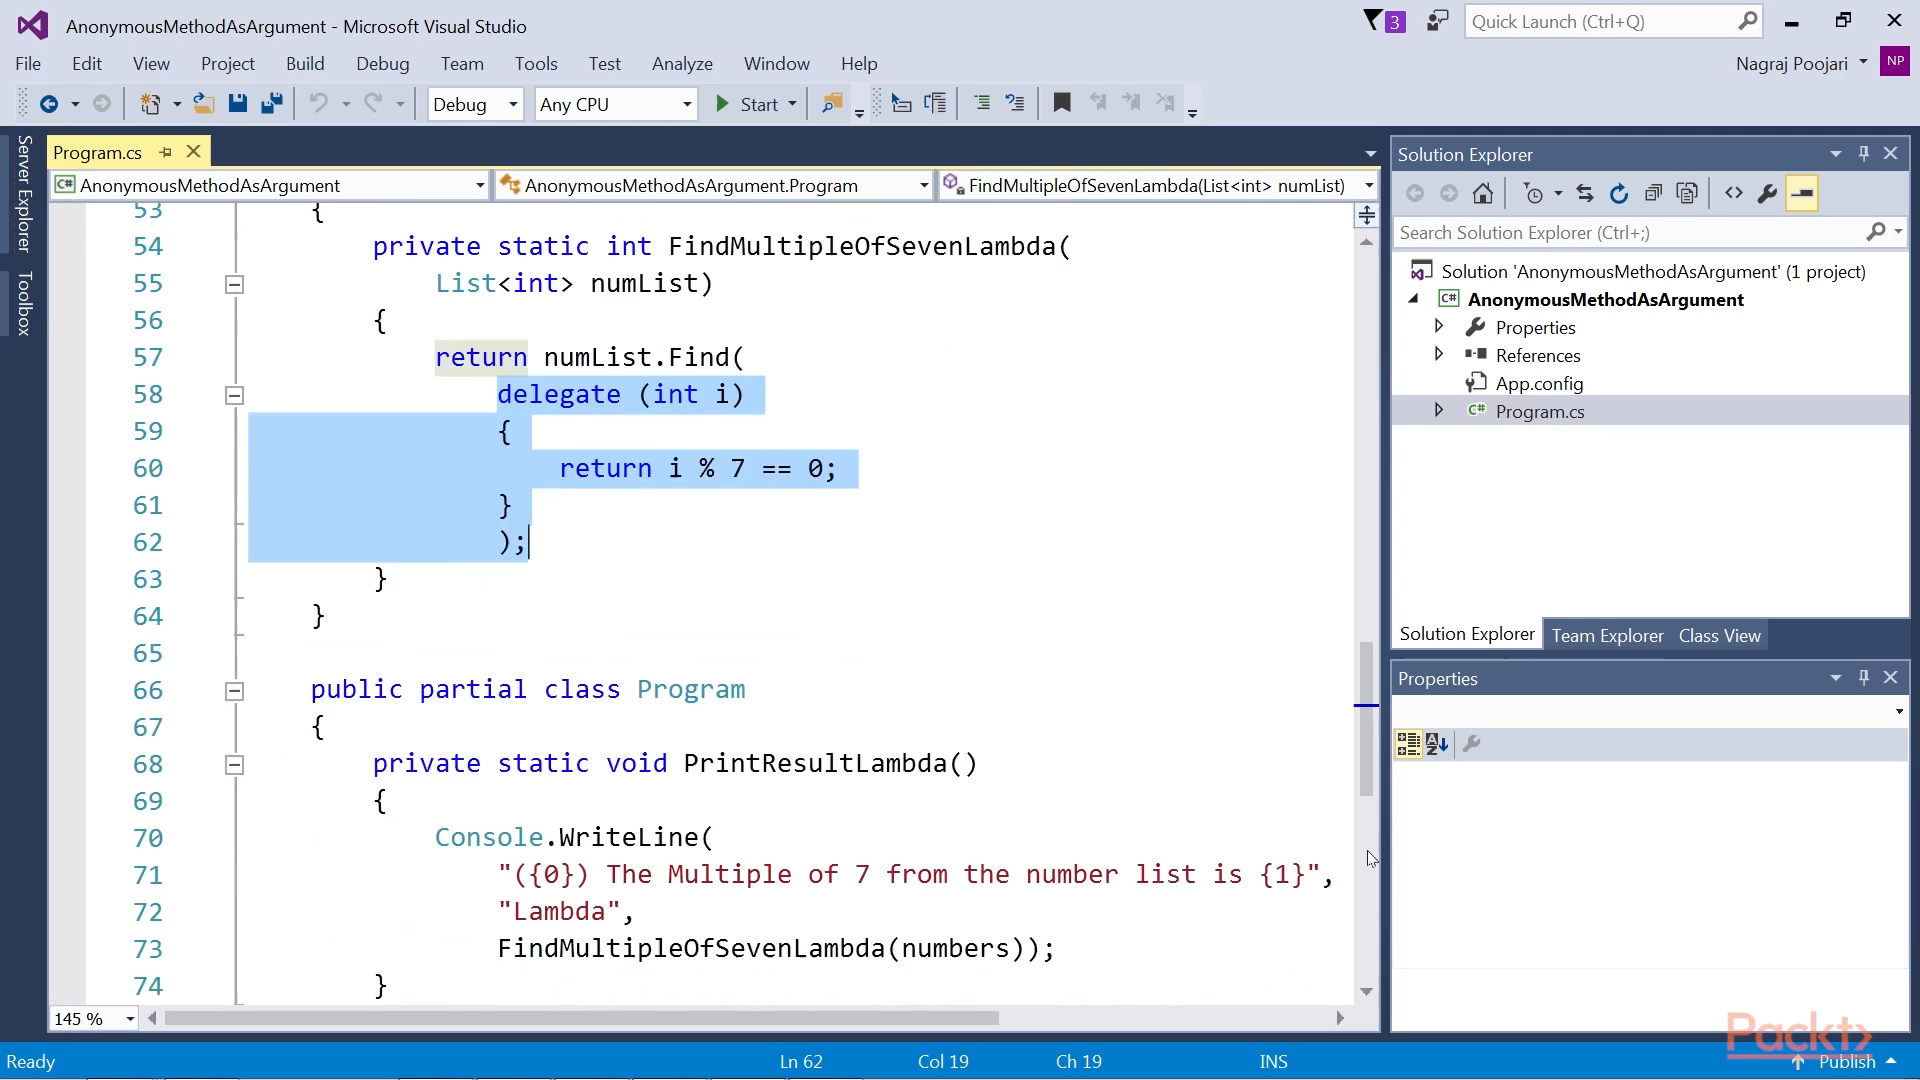 AnonymousMethodAsArgument - Microsoft Visual Studio
3
Quick Launch (Ctrl+Q)
File Edit View Project Build Debug Team Tools Test Analyze Window Help
Nagraj Poojari NP
Debug Any CPU Start
Server Explorer
Toolbox
Program.cs
AnonymousMethodAsArgument AnonymousMethodAsArgument.Program FindMultipleOfSevenLambda(List<int> numList)
53 {
54 private static int FindMultipleOfSevenLambda(
55 List<int> numList)
56 {
57 return numList.Find(
58 delegate (int i)
59 {
60 return i % 7 == 0;
61 }
62 );
63 }
64 }
65
66 public partial class Program
67 {
68 private static void PrintResultLambda()
69 {
70 Console.WriteLine(
71 "({0}) The Multiple of 7 from the number list is {1}",
72 "Lambda",
73 FindMultipleOfSevenLambda(numbers));
74 }
145 %
Solution Explorer
Search Solution Explorer (Ctrl+;)
Solution 'AnonymousMethodAsArgument' (1 project)
C# AnonymousMethodAsArgument
Properties
References
App.config
C# Program.cs
Solution Explorer Team Explorer Class View
Properties
Packt
Ready Ln 62 Col 19 Ch 19 INS Publish